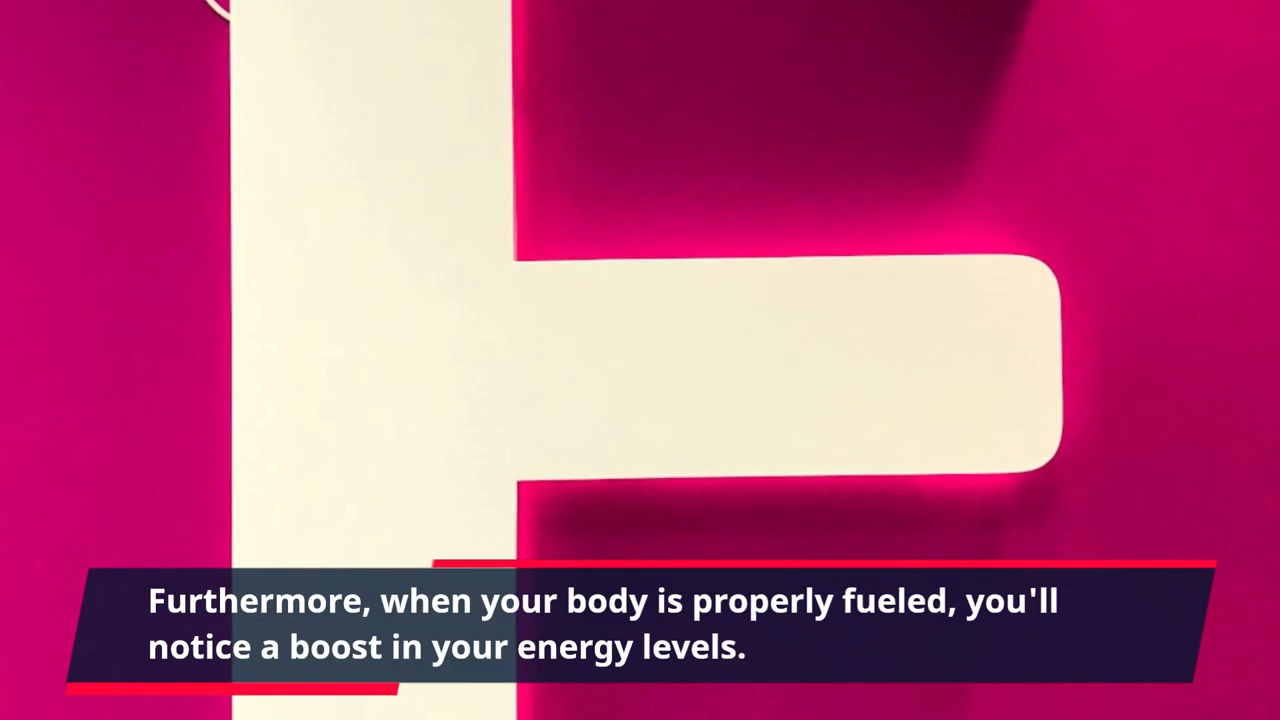 Furthermore, when your body is properly fueled, you'll
notice a boost in your energy levels.